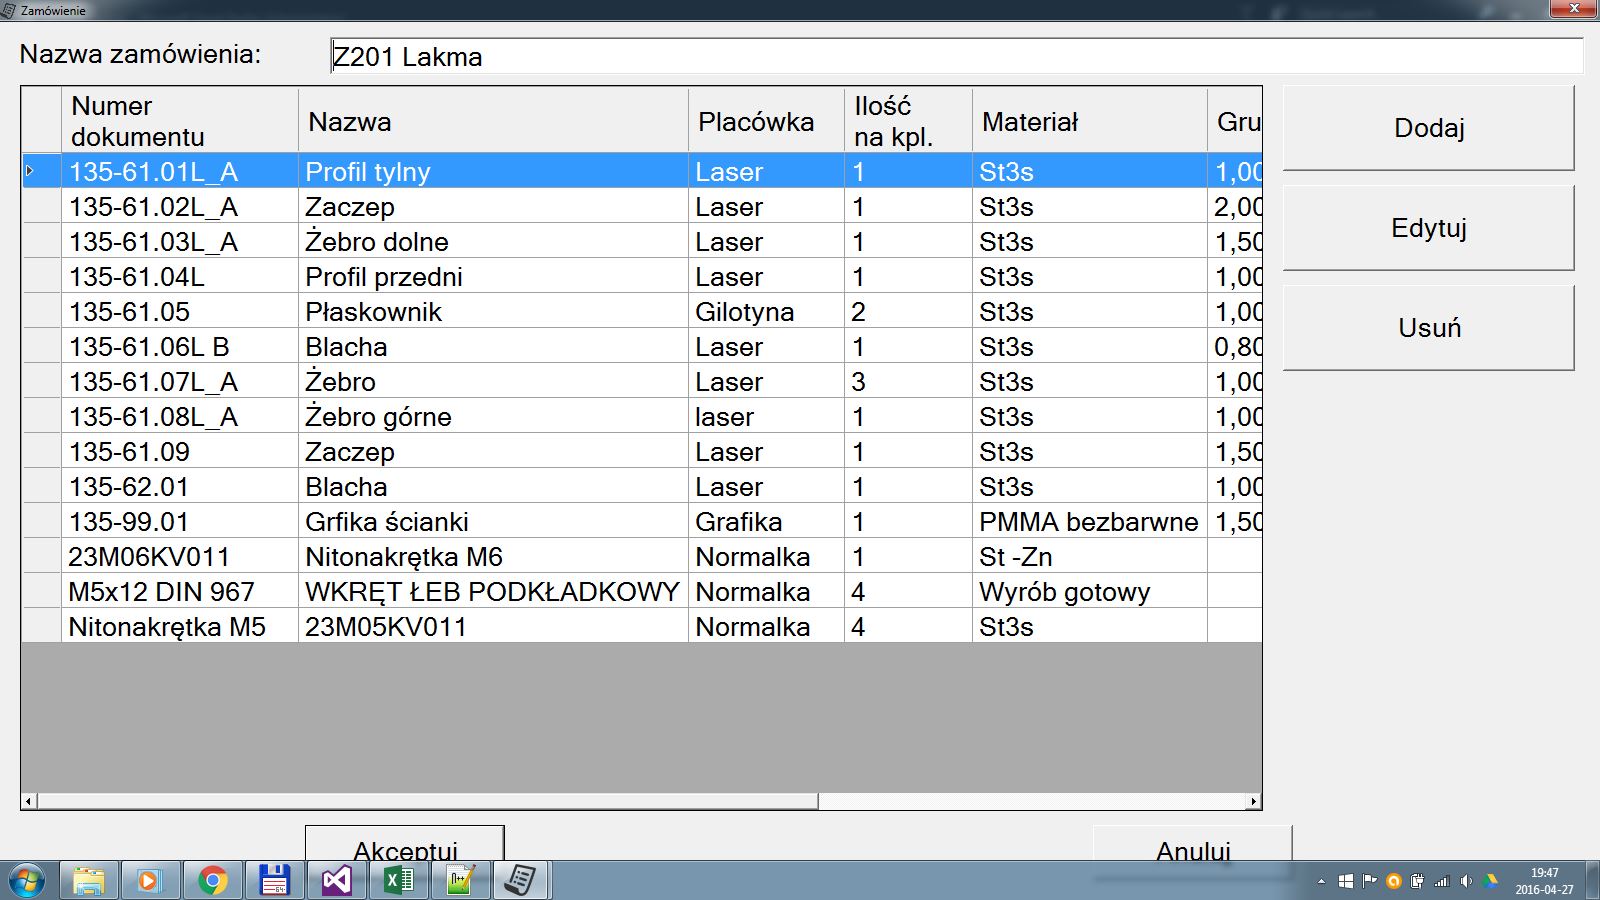 Zamówienie
Nazwa zamówienia: Z201 Lakma
Numer dokumentu Nazwa Placówka Ilość na kpl. Materiał Gru
135-61.01L_A Profil tylny Laser 1 St3s 1,00
135-61.02L_A Zaczep Laser 1 St3s 2,00
135-61.03L_A Żebro dolne Laser 1 St3s 1,50
135-61.04L Profil przedni Laser 1 St3s 1,00
135-61.05 Płaskownik Gilotyna 2 St3s 1,00
135-61.06L B Blacha Laser 1 St3s 0,80
135-61.07L_A Żebro Laser 3 St3s 1,00
135-61.08L_A Żebro górne laser 1 St3s 1,00
135-61.09 Zaczep Laser 1 St3s 1,50
135-62.01 Blacha Laser 1 St3s 1,00
135-99.01 Grfika ścianki Grafika 1 PMMA bezbarwne 1,50
23M06KV011 Nitonakrętka M6 Normalka 1 St -Zn
M5x12 DIN 967 WKRĘT ŁEB PODKŁADKOWY Normalka 4 Wyrób gotowy
Nitonakrętka M5 23M05KV011 Normalka 4 St3s
Dodaj
Edytuj
Usuń
Akceptuj Anuluj
19:47
2016-04-27